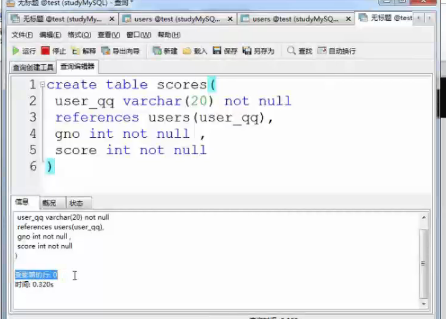 无标题 @test (studyMySQL) - 查询
无标题 @test (studyMy... users @test (studyMySQL) users @test (studyMySQL) 无标题 @test (stu
文件(F) 编辑(E) 格式(O) 查看(V) 窗口(W) 帮助(H)
运行 停止 解释 导出向导 新建 载入 保存 另存为 查找 自动换行
查询创建工具 查询编辑器
1 create table scores(
2 user_qq varchar(20) not null
3 references users(user_qq),
4 gno int not null ,
5 score int not null
6 )
信息 概况 状态
user_qq varchar(20) not null
references users(user_qq),
gno int not null ,
score int not null
)
受影响的行: 0
时间: 0.320s